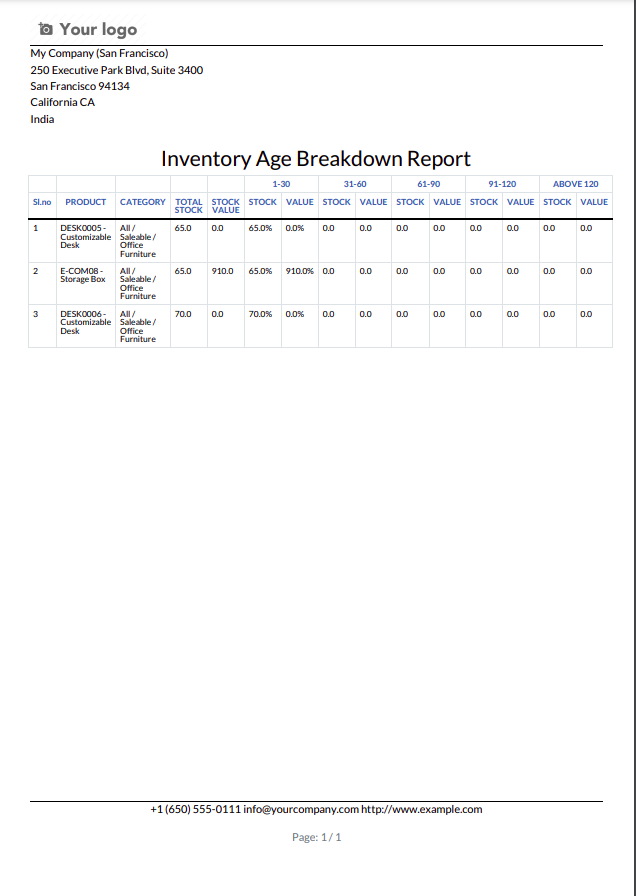 Your logo
My Company (San Francisco)
250 Executive Park Blvd, Suite 3400
San Francisco 94134
California CA
India
Inventory Age Breakdown Report
1-30 31-60 61-90 91-120 ABOVE 120
Sl.no PRODUCT CATEGORY TOTAL STOCK STOCK VALUE STOCK VALUE STOCK VALUE STOCK VALUE STOCK VALUE STOCK VALUE
1 DESK0005 - Customizable Desk All / Saleable / Office Furniture 65.0 0.0 65.0% 0.0% 0.0 0.0 0.0 0.0 0.0 0.0 0.0 0.0
2 E-COM08 - Storage Box All / Saleable / Office Furniture 65.0 910.0 65.0% 910.0% 0.0 0.0 0.0 0.0 0.0 0.0 0.0 0.0
3 DESK0006 - Customizable Desk All / Saleable / Office Furniture 70.0 0.0 70.0% 0.0% 0.0 0.0 0.0 0.0 0.0 0.0 0.0 0.0
+1 (650) 555-0111 info@yourcompany.com http://www.example.com
Page: 1 / 1